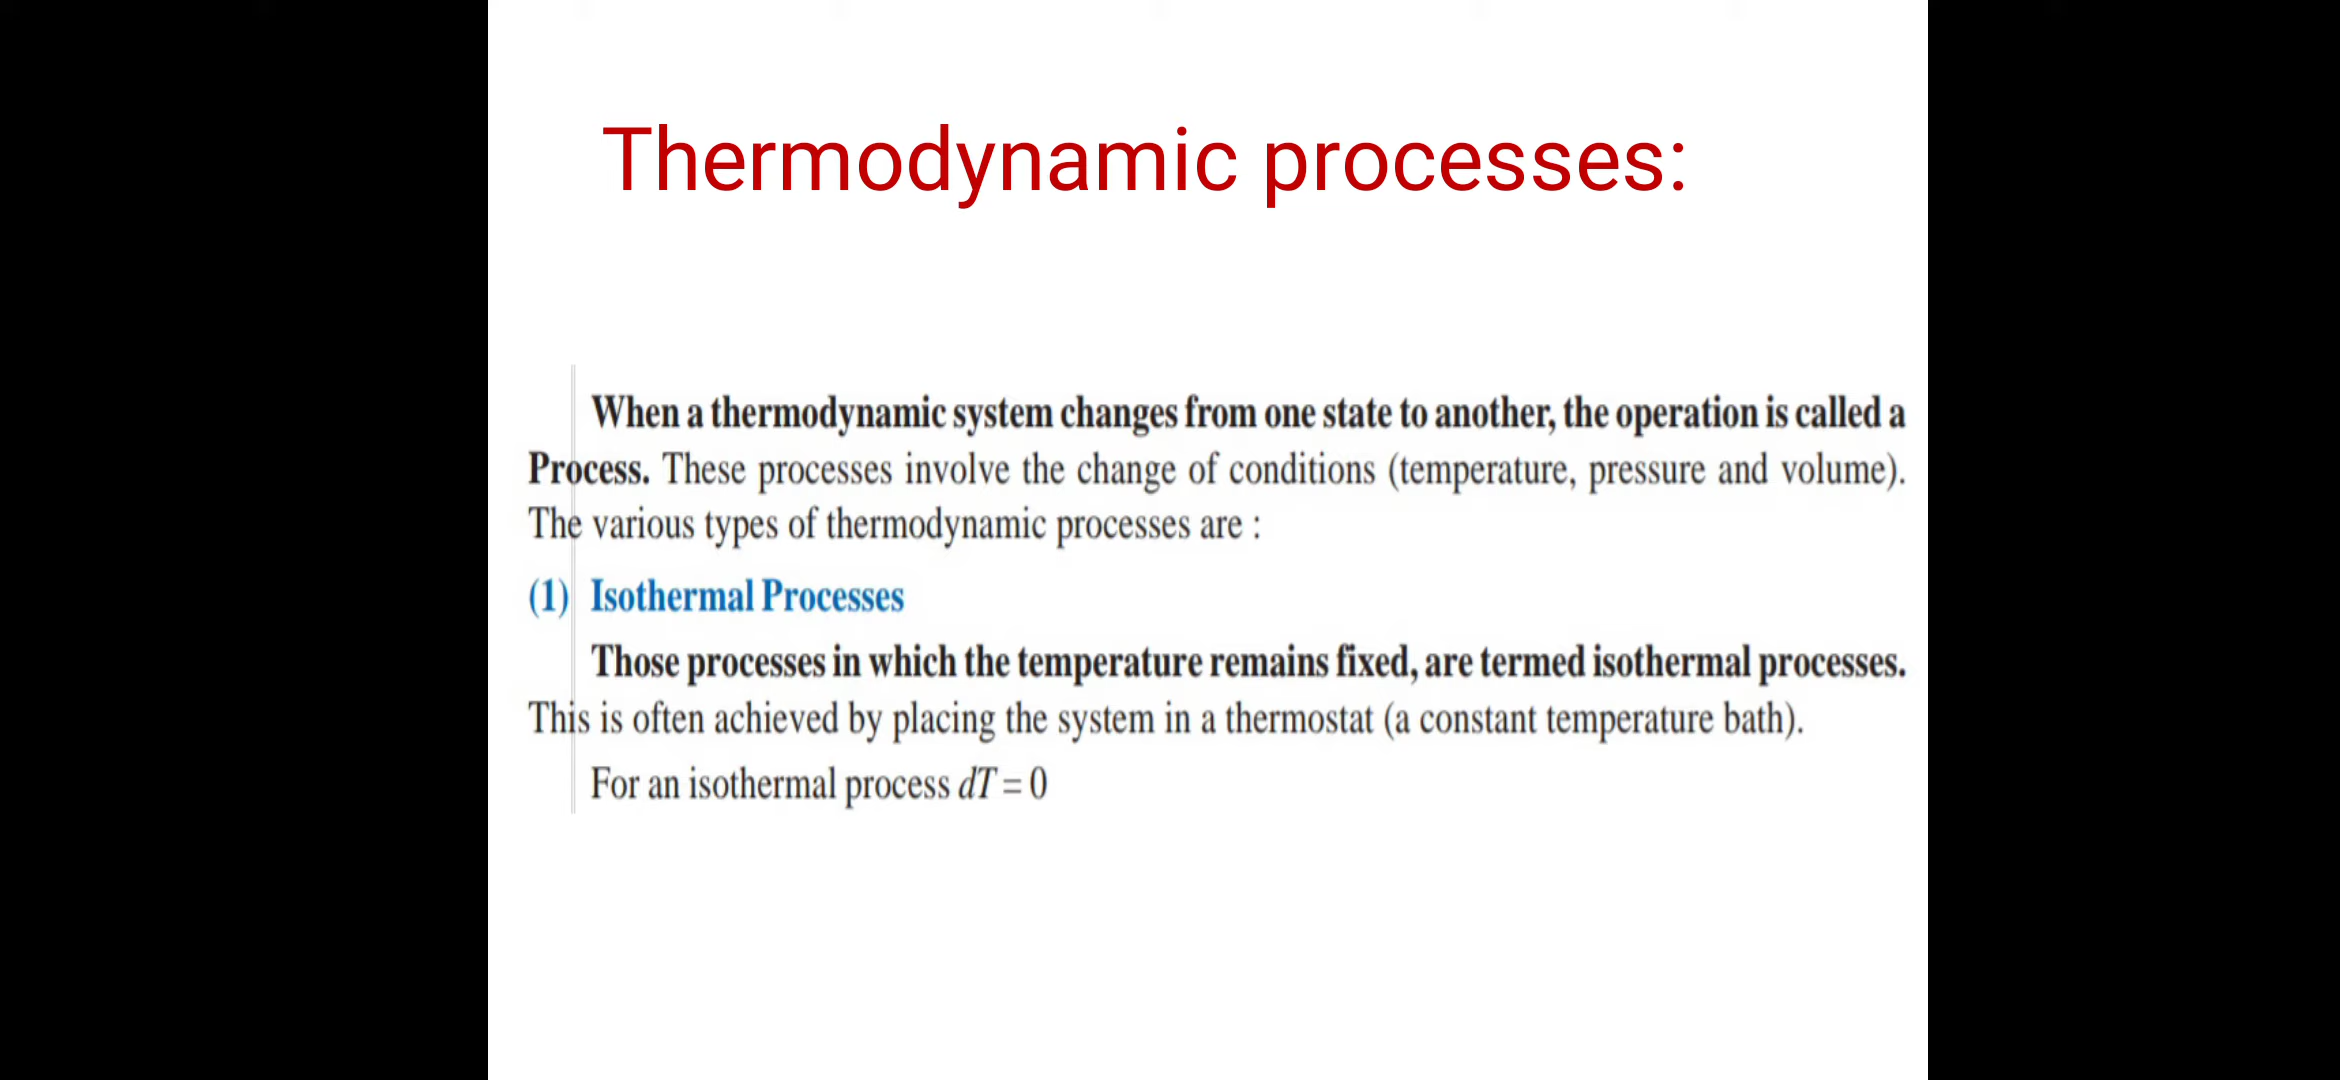 Thermodynamic processes:
When a thermodynamic system changes from one state to another, the operation is called a
Process. These processes involve the change of conditions (temperature, pressure and volume).
The various types of thermodynamic processes are :
(1) Isothermal Processes
Those processes in which the temperature remains fixed, are termed isothermal processes.
This is often achieved by placing the system in a thermostat (a constant temperature bath).
For an isothermal process dT = 0